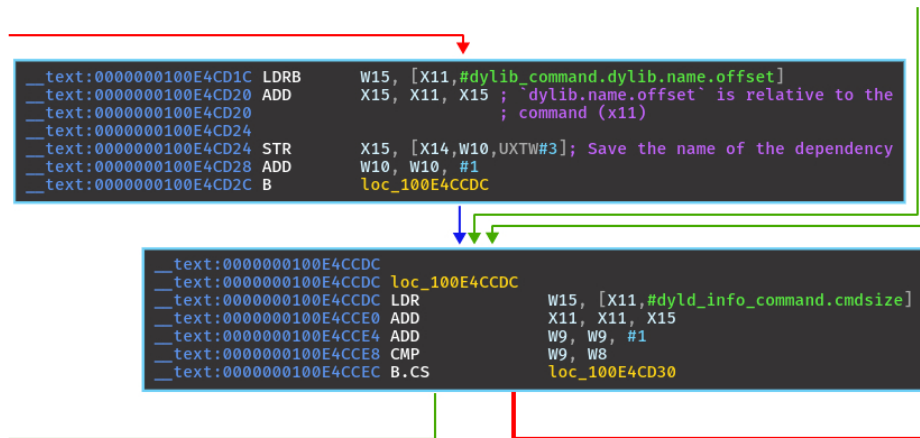 __text:0000000100E4CD1C LDRB W15, [X11,#dylib_command.dylib.name.offset]
__text:0000000100E4CD20 ADD X15, X11, X15 ; `dylib.name.offset` is relative to the
__text:0000000100E4CD20 ; command (x11)
__text:0000000100E4CD24
__text:0000000100E4CD24 STR X15, [X14,W10,UXTW#3]; Save the name of the dependency
__text:0000000100E4CD28 ADD W10, W10, #1
__text:0000000100E4CD2C B loc_100E4CCDC
__text:0000000100E4CCDC
__text:0000000100E4CCDC loc_100E4CCDC
__text:0000000100E4CCDC LDR W15, [X11,#dyld_info_command.cmdsize]
__text:0000000100E4CCE0 ADD X11, X11, X15
__text:0000000100E4CCE4 ADD W9, W9, #1
__text:0000000100E4CCE8 CMP W9, W8
__text:0000000100E4CCEC B.CS loc_100E4CD30